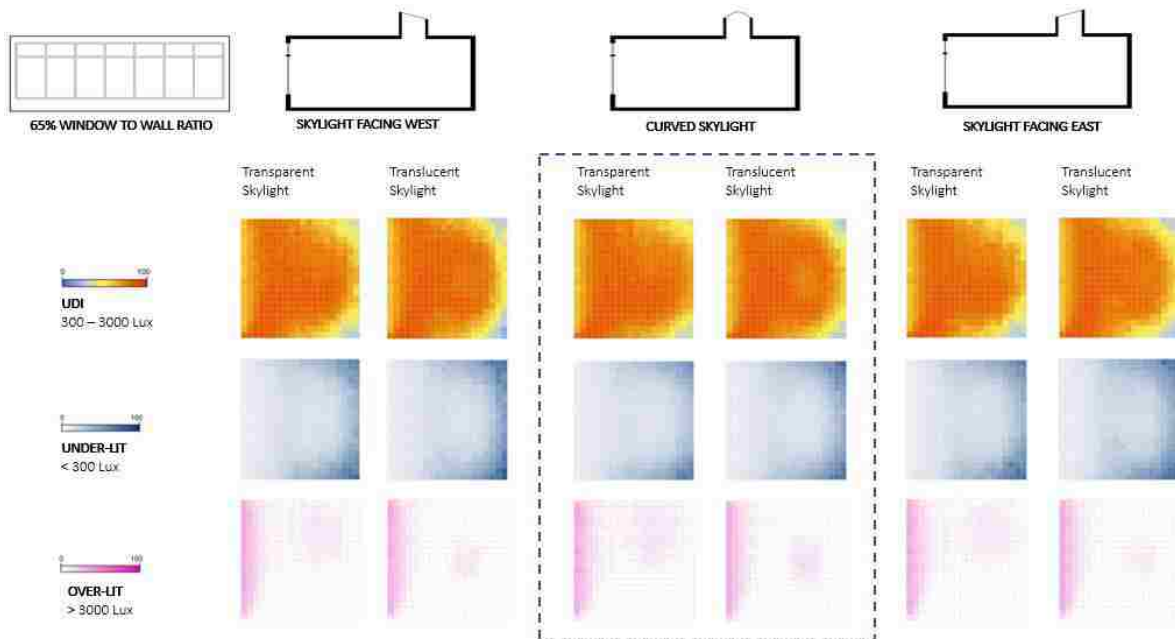 65% WINDOW TO WALL RATIO
SKYLIGHT FACING WEST
CURVED SKYLIGHT
SKYLIGHT FACING EAST
Transparent
Skylight
Translucent
Skylight
Transparent
Skylight
Translucent
Skylight
Transparent
Skylight
Translucent
Skylight
0 100
UDI
300 – 3000 Lux
0 100
UNDER-LIT
< 300 Lux
0 100
OVER-LIT
> 3000 Lux